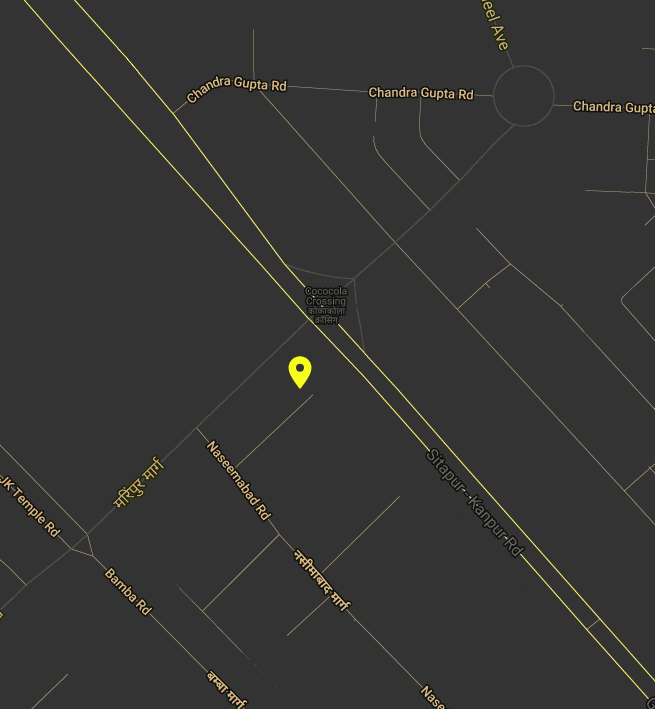 eel Ave
Chandra Gupta Rd
Chandra Gupta Rd
Chandra Gupta
Cococola
Crossing
कोकाकोला
क्रॉसिंग
Naseemabad Rd
मरिंपुर मार्ग
Sitapur - Kanpur Rd
JK Temple Rd
नसीमाबाद मार्ग
Bamba Rd
बम्बा मार्ग
Nase